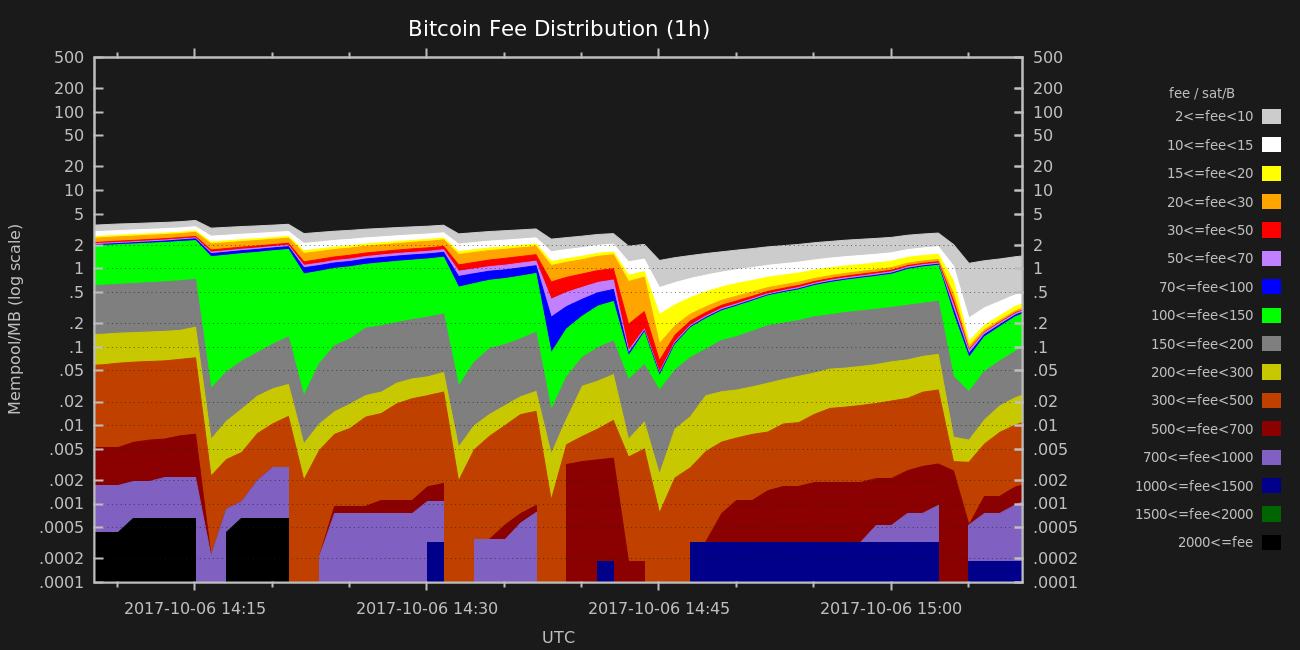 Bitcoin Fee Distribution (1h)
Mempool/MB (log scale)
500
200
100
50
20
10
5
2
1
.5
.2
.1
.05
.02
.01
.005
.002
.001
.0005
.0002
.0001
500
200
100
50
20
10
5
2
1
.5
.2
.1
.05
.02
.01
.005
.002
.001
.0005
.0002
.0001
2017-10-06 14:15
2017-10-06 14:30
2017-10-06 14:45
2017-10-06 15:00
UTC
fee / sat/B
2<=fee<10
10<=fee<15
15<=fee<20
20<=fee<30
30<=fee<50
50<=fee<70
70<=fee<100
100<=fee<150
150<=fee<200
200<=fee<300
300<=fee<500
500<=fee<700
700<=fee<1000
1000<=fee<1500
1500<=fee<2000
2000<=fee